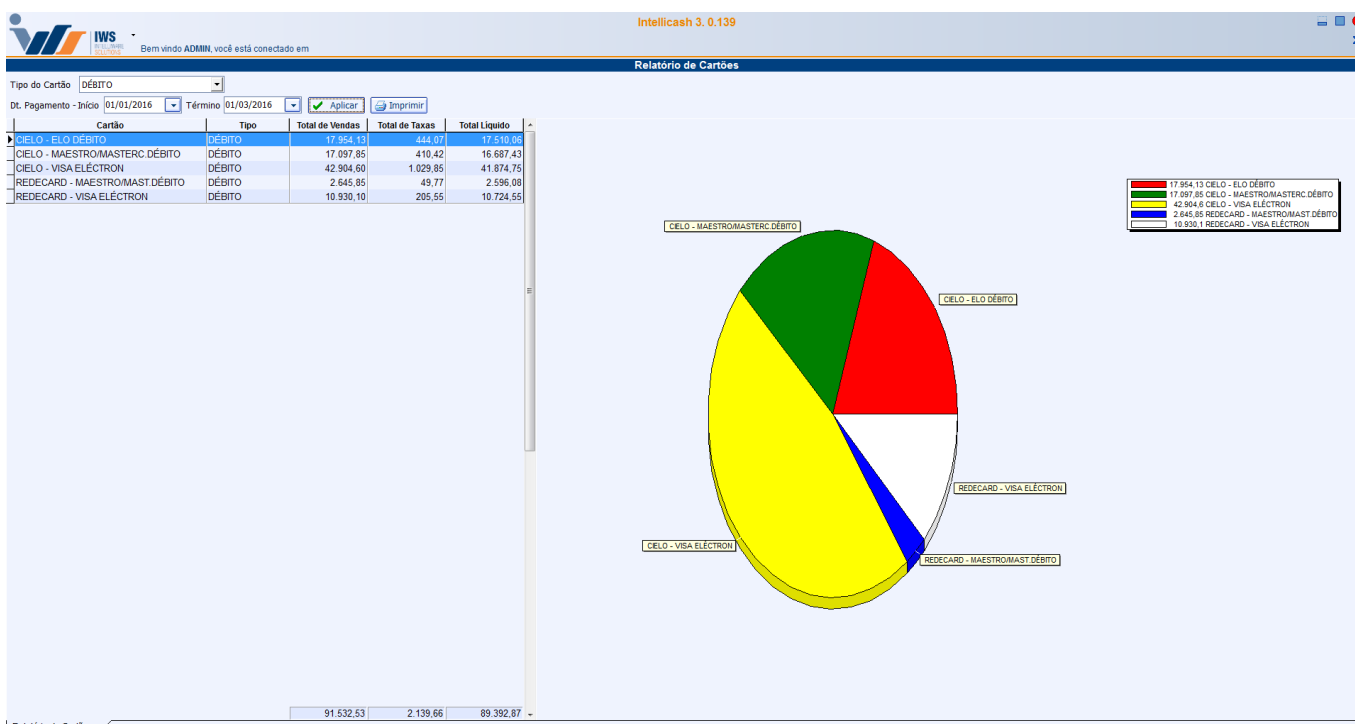 Intellicash 3. 0.139
IWS
Bem vindo ADMIN, você está conectado em
Relatório de Cartões
Tipo do Cartão DÉBITO
Dt. Pagamento - Início 01/01/2016 Término 01/03/2016 Aplicar Imprimir
Cartão Tipo Total de Vendas Total de Taxas Total Liquido
CIELO - ELO DÉBITO DÉBITO 17.954,13 444,07 17.510,06
CIELO - MAESTRO/MASTERC.DÉBITO DÉBITO 17.097,85 410,42 16.687,43
CIELO - VISA ELÉCTRON DÉBITO 42.904,60 1.029,85 41.874,75
REDECARD - MAESTRO/MAST.DÉBITO DÉBITO 2.645,85 49,77 2.596,08
REDECARD - VISA ELÉCTRON DÉBITO 10.930,10 205,55 10.724,55
17.954,13 CIELO - ELO DÉBITO
17.097,85 CIELO - MAESTRO/MASTERC.DÉBITO
42.904,6 CIELO - VISA ELÉCTRON
2.645,85 REDECARD - MAESTRO/MAST.DÉBITO
10.930,1 REDECARD - VISA ELÉCTRON
CIELO - MAESTRO/MASTERC.DÉBITO
CIELO - ELO DÉBITO
REDECARD - VISA ELÉCTRON
CIELO - VISA ELÉCTRON
REDECARD - MAESTRO/MAST.DÉBITO
91.532,53 2.139,66 89.392,87